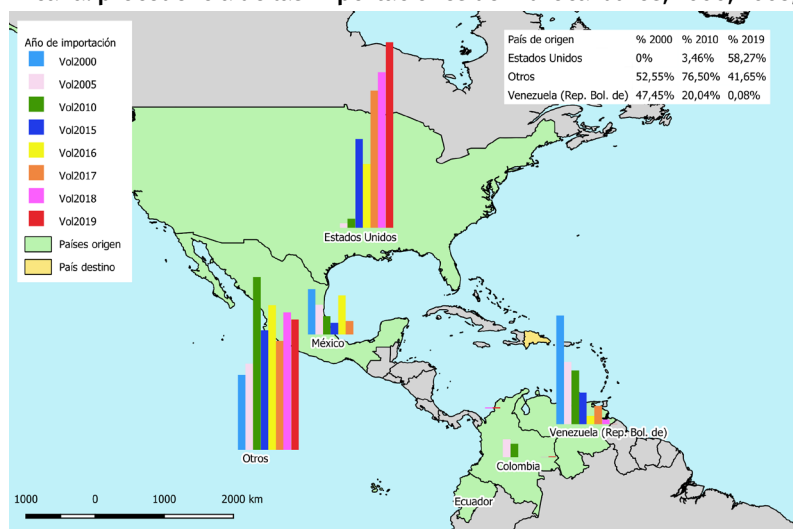 Año de importación
Vol2000
Vol2005
Vol2010
Vol2015
Vol2016
Vol2017
Vol2018
Vol2019
Países origen
País destino
País de origen % 2000 % 2010 % 2019
Estados Unidos 0% 3,46% 58,27%
Otros 52,55% 76,50% 41,65%
Venezuela (Rep. Bol. de) 47,45% 20,04% 0,08%
Estados Unidos
México
Otros
Venezuela (Rep. Bol. de)
Colombia
Ecuador
1000 0 1000 2000 km